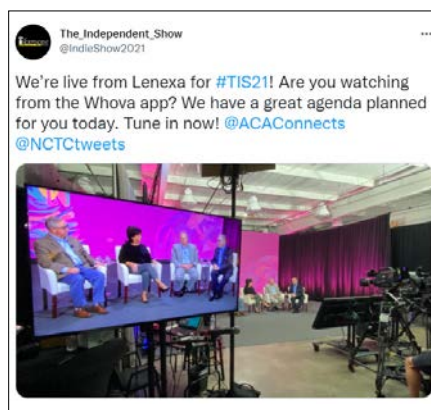 The_Independent_Show
@IndieShow2021
We're live from Lenexa for #TIS21! Are you watching
from the Whova app? We have a great agenda planned
for you today. Tune in now! @ACAConnects
@NCTCtweets